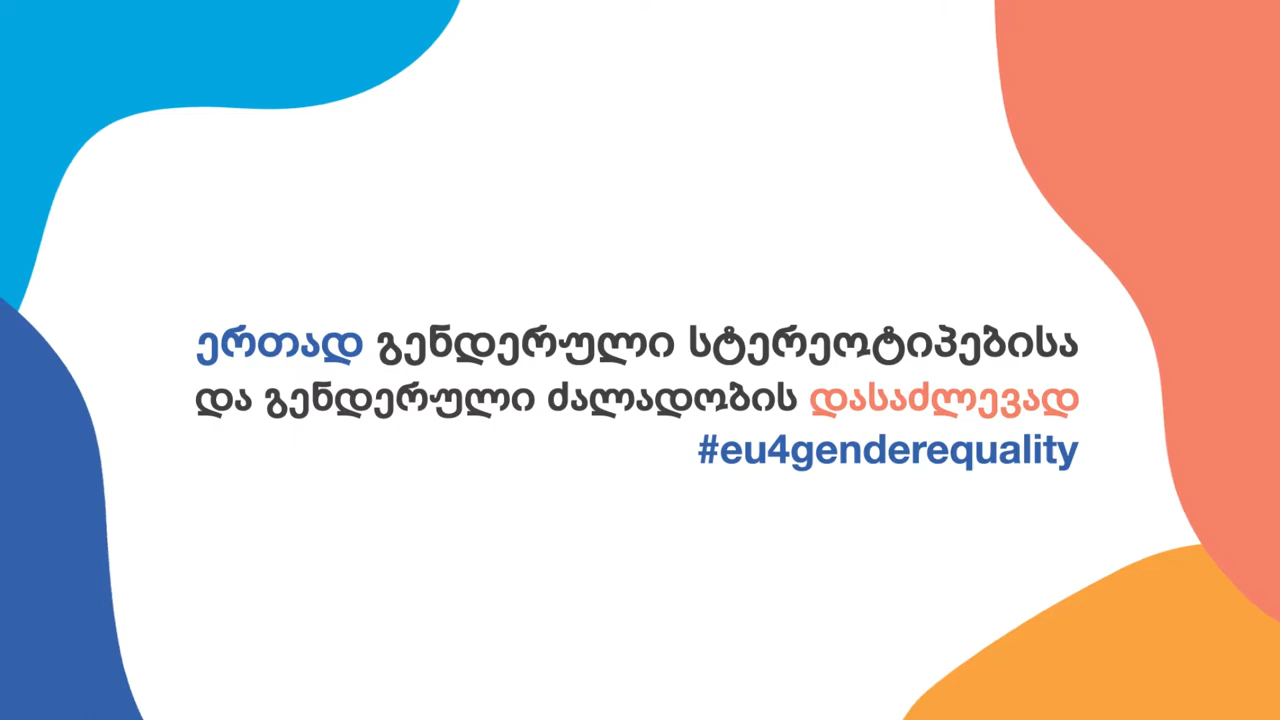 ერთად გენდერული სტერეოტიპებისა
და გენდერული ძალადობის დასაძლევად
#eu4genderequality